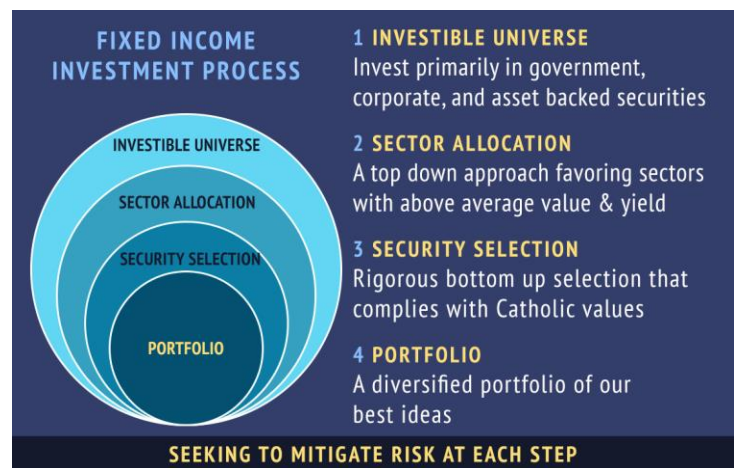 FIXED INCOME
INVESTMENT PROCESS
INVESTIBLE UNIVERSE
SECTOR ALLOCATION
SECURITY SELECTION
PORTFOLIO
1 INVESTIBLE UNIVERSE
Invest primarily in government,
corporate, and asset backed securities
2 SECTOR ALLOCATION
A top down approach favoring sectors
with above average value & yield
3 SECURITY SELECTION
Rigorous bottom up selection that
complies with Catholic values
4 PORTFOLIO
A diversified portfolio of our
best ideas
SEEKING TO MITIGATE RISK AT EACH STEP